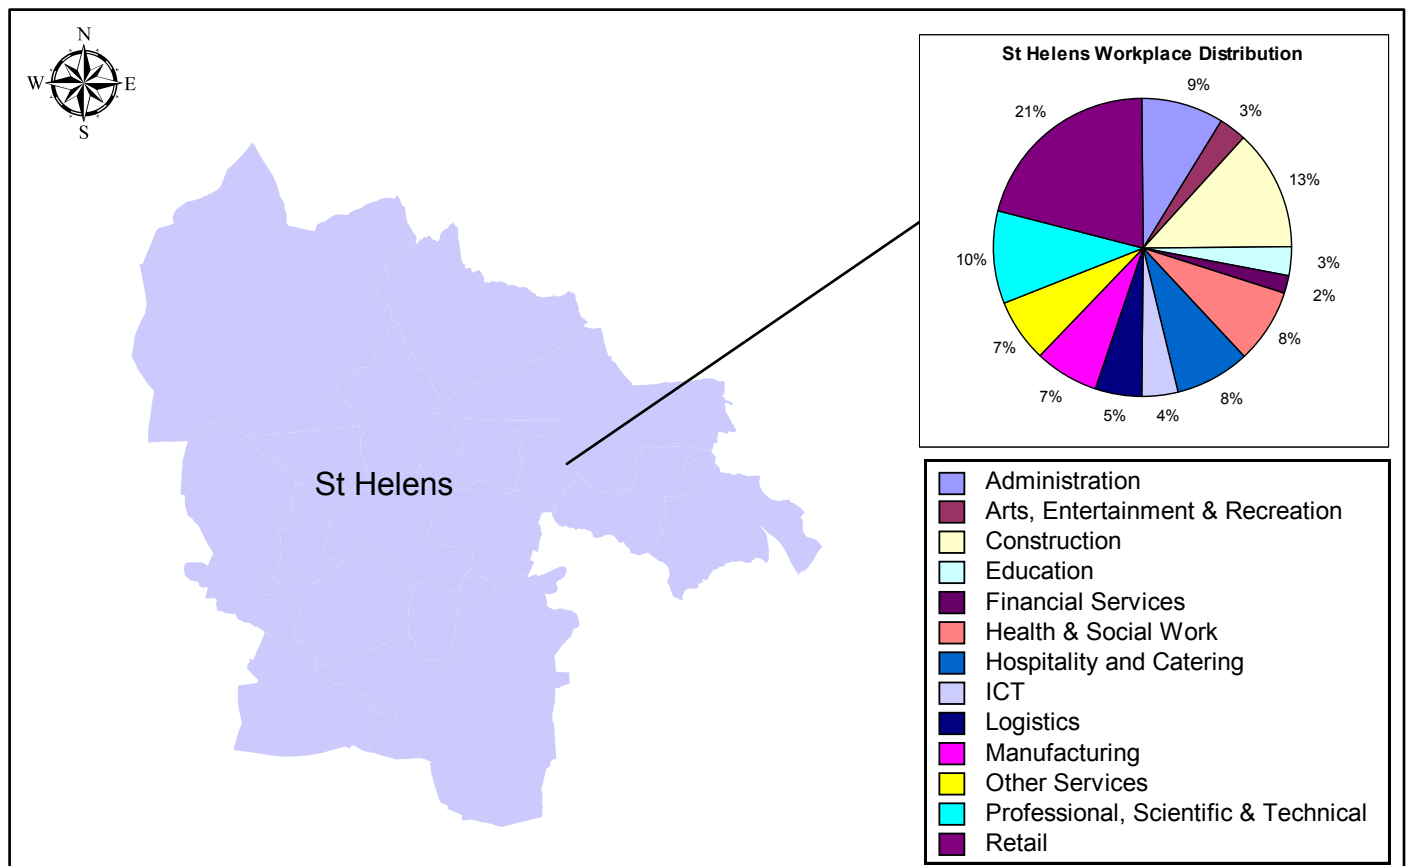 N
W
E
S
St Helens
St Helens Workplace Distribution
9%
3%
13%
3%
2%
8%
8%
4%
5%
7%
7%
10%
21%
Administration
Arts, Entertainment & Recreation
Construction
Education
Financial Services
Health & Social Work
Hospitality and Catering
ICT
Logistics
Manufacturing
Other Services
Professional, Scientific & Technical
Retail